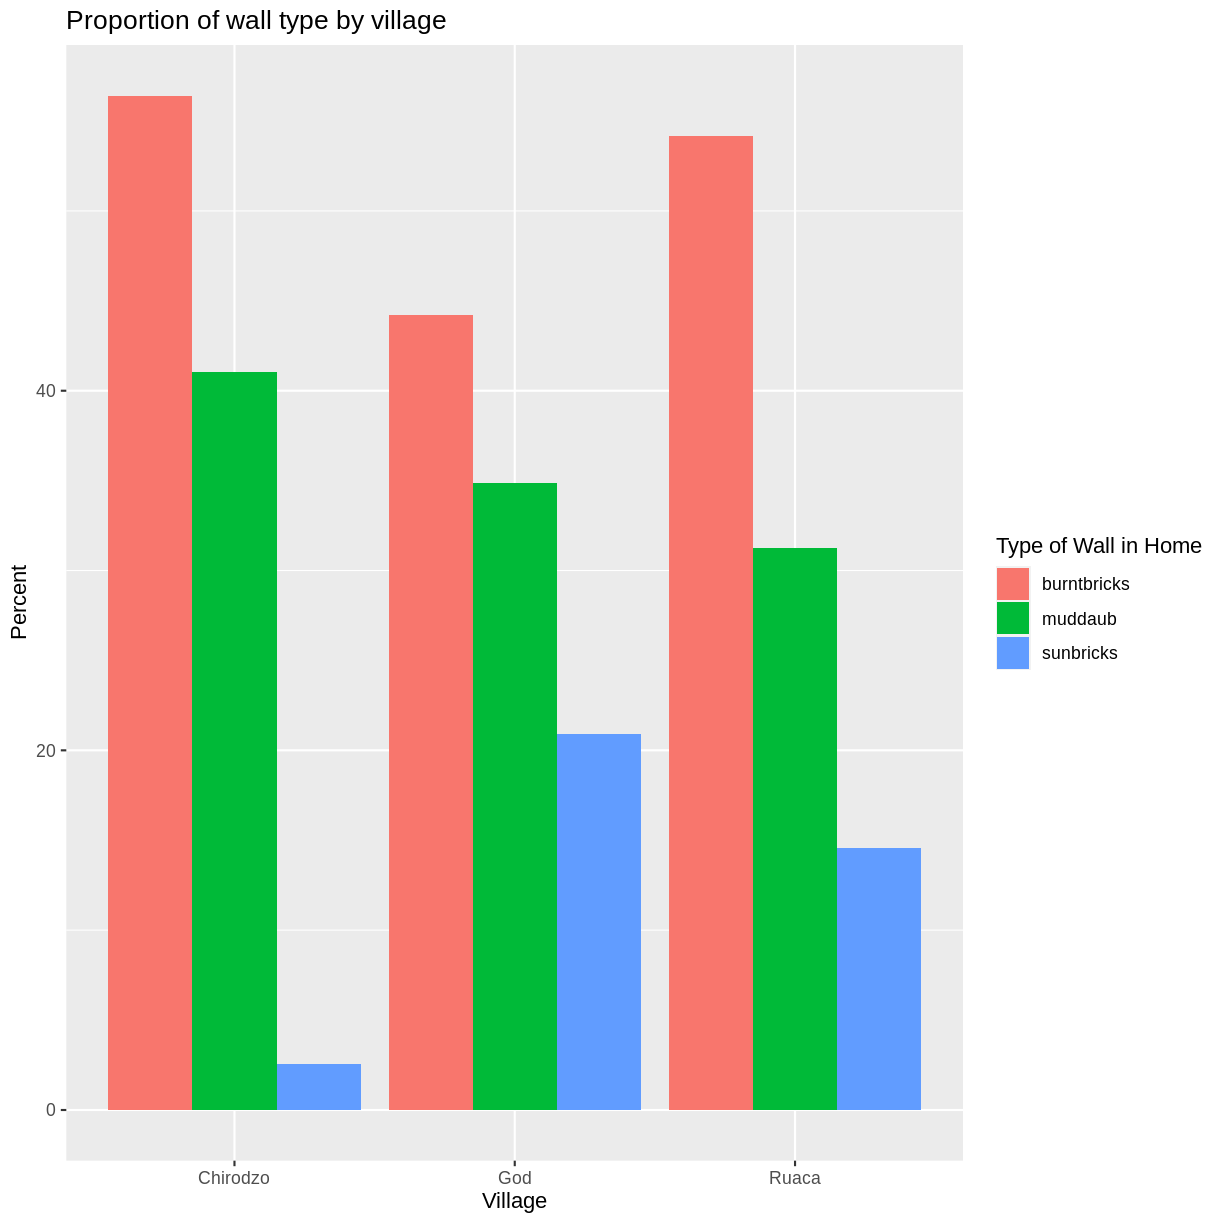 Proportion of wall type by village
40
20
0
Percent
Chirodzo
God
Ruaca
Village
Type of Wall in Home
burntbricks
muddaub
sunbricks